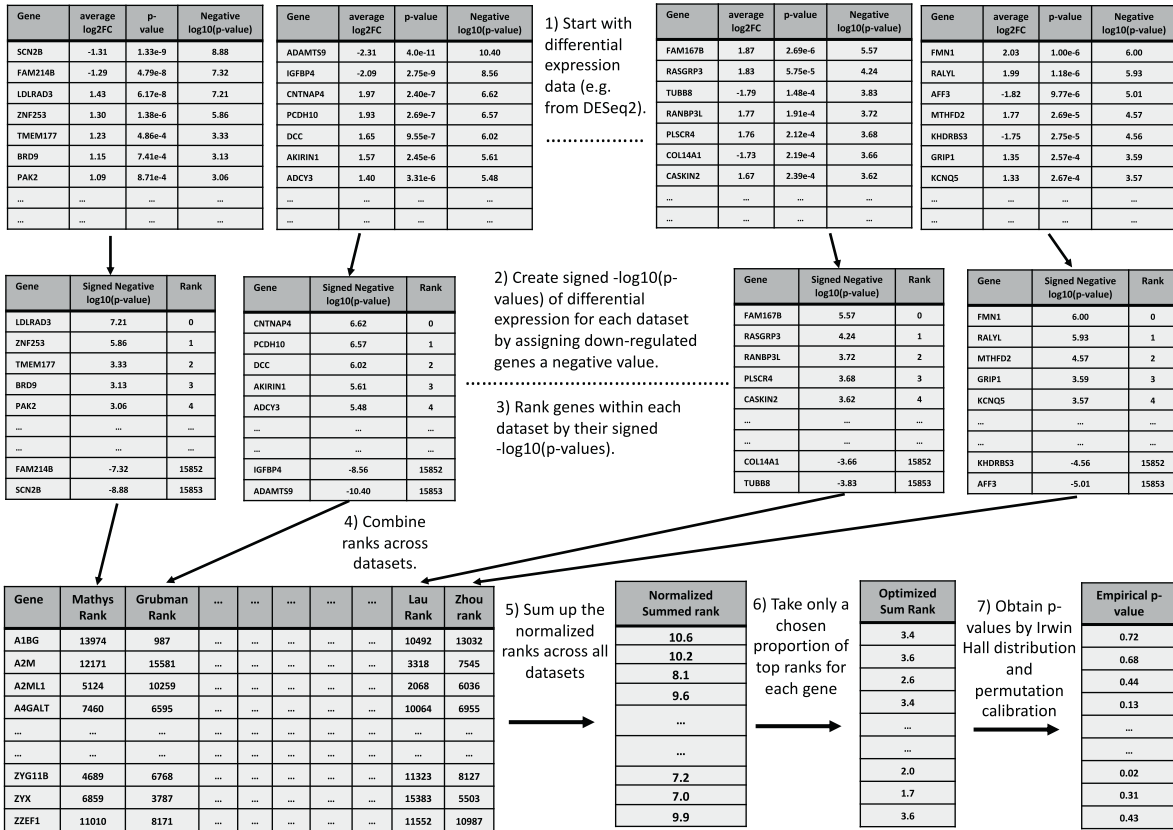 Gene average log2FC p-value Negative log10(p-value)
SCN2B -1.31 1.33e-9 8.88
FAM214B -1.29 4.79e-8 7.32
LDLRAD3 1.43 6.17e-8 7.21
ZNF253 1.30 1.38e-6 5.86
TMEM177 1.23 4.86e-4 3.33
BRD9 1.15 7.41e-4 3.13
PAK2 1.09 8.71e-4 3.06
... ... ... ...
... ... ... ...
Gene average log2FC p-value Negative log10(p-value)
ADAMTS9 -2.31 4.0e-11 10.40
IGFBP4 -2.09 2.75e-9 8.56
CNTNAP4 1.97 2.40e-7 6.62
PCDH10 1.93 2.69e-7 6.57
DCC 1.65 9.55e-7 6.02
AKIRIN1 1.57 2.45e-6 5.61
ADCY3 1.40 3.31e-6 5.48
... ... ... ...
... ... ... ...
1) Start with
differential
expression
data (e.g.
from DESeq2).
Gene average log2FC p-value Negative log10(p-value)
FAM167B 1.87 2.69e-6 5.57
RASGRP3 1.83 5.75e-5 4.24
TUBB8 -1.79 1.48e-4 3.83
RANBP3L 1.77 1.91e-4 3.72
PLSCR4 1.76 2.12e-4 3.68
COL14A1 -1.73 2.19e-4 3.66
CASKIN2 1.67 2.39e-4 3.62
... ... ... ...
... ... ... ...
Gene average log2FC p-value Negative log10(p-value)
FMN1 2.03 1.00e-6 6.00
RALYL 1.99 1.18e-6 5.93
AFF3 -1.82 9.77e-6 5.01
MTHFD2 1.77 2.69e-5 4.57
KHDRBS3 -1.75 2.75e-5 4.56
GRIP1 1.35 2.57e-4 3.59
KCNQ5 1.33 2.67e-4 3.57
... ... ... ...
... ... ... ...
Gene Signed Negative log10(p-value) Rank
LDLRAD3 7.21 0
ZNF253 5.86 1
TMEM177 3.33 2
BRD9 3.13 3
PAK2 3.06 4
... ... ...
... ... ...
FAM214B -7.32 15852
SCN2B -8.88 15853
Gene Signed Negative log10(p-value) Rank
CNTNAP4 6.62 0
PCDH10 6.57 1
DCC 6.02 2
AKIRIN1 5.61 3
ADCY3 5.48 4
... ... ...
... ... ...
IGFBP4 -8.56 15852
ADAMTS9 -10.40 15853
2) Create signed -log10(p-
values) of differential
expression for each dataset
by assigning down-regulated
genes a negative value.
3) Rank genes within each
dataset by their signed
-log10(p-values).
Gene Signed Negative log10(p-value) Rank
FAM167B 5.57 0
RASGRP3 4.24 1
RANBP3L 3.72 2
PLSCR4 3.68 3
CASKIN2 3.62 4
... ... ...
... ... ...
COL14A1 -3.66 15852
TUBB8 -3.83 15853
Gene Signed Negative log10(p-value) Rank
FMN1 6.00 0
RALYL 5.93 1
MTHFD2 4.57 2
GRIP1 3.59 3
KCNQ5 3.57 4
... ... ...
... ... ...
KHDRBS3 -4.56 15852
AFF3 -5.01 15853
4) Combine
ranks across
datasets.
Gene Mathys Rank Grubman Rank ... ... ... ... ... Lau Rank Zhou rank
A1BG 13974 987 ... ... ... ... ... 10492 13032
A2M 12171 15581 ... ... ... ... ... 3318 7545
A2ML1 5124 10259 ... ... ... ... ... 2068 6036
A4GALT 7460 6595 ... ... ... ... ... 10064 6955
... ... ... ... ... ... ... ... ... ...
... ... ... ... ... ... ... ... ... ...
ZYG11B 4689 6768 ... ... ... ... ... 11323 8127
ZYX 6859 3787 ... ... ... ... ... 15383 5503
ZZEF1 11010 8171 ... ... ... ... ... 11552 10987
5) Sum up the
normalized
ranks across all
datasets
Normalized
Summed rank
10.6
10.2
8.1
9.6
...
...
7.2
7.0
9.9
6) Take only a
chosen
proportion of
top ranks for
each gene
Optimized
Sum Rank
3.4
3.6
2.6
3.4
...
...
2.0
1.7
3.6
7) Obtain p-
values by Irwin
Hall distribution
and
permutation
calibration
Empirical p-
value
0.72
0.68
0.44
0.13
...
...
0.02
0.31
0.43